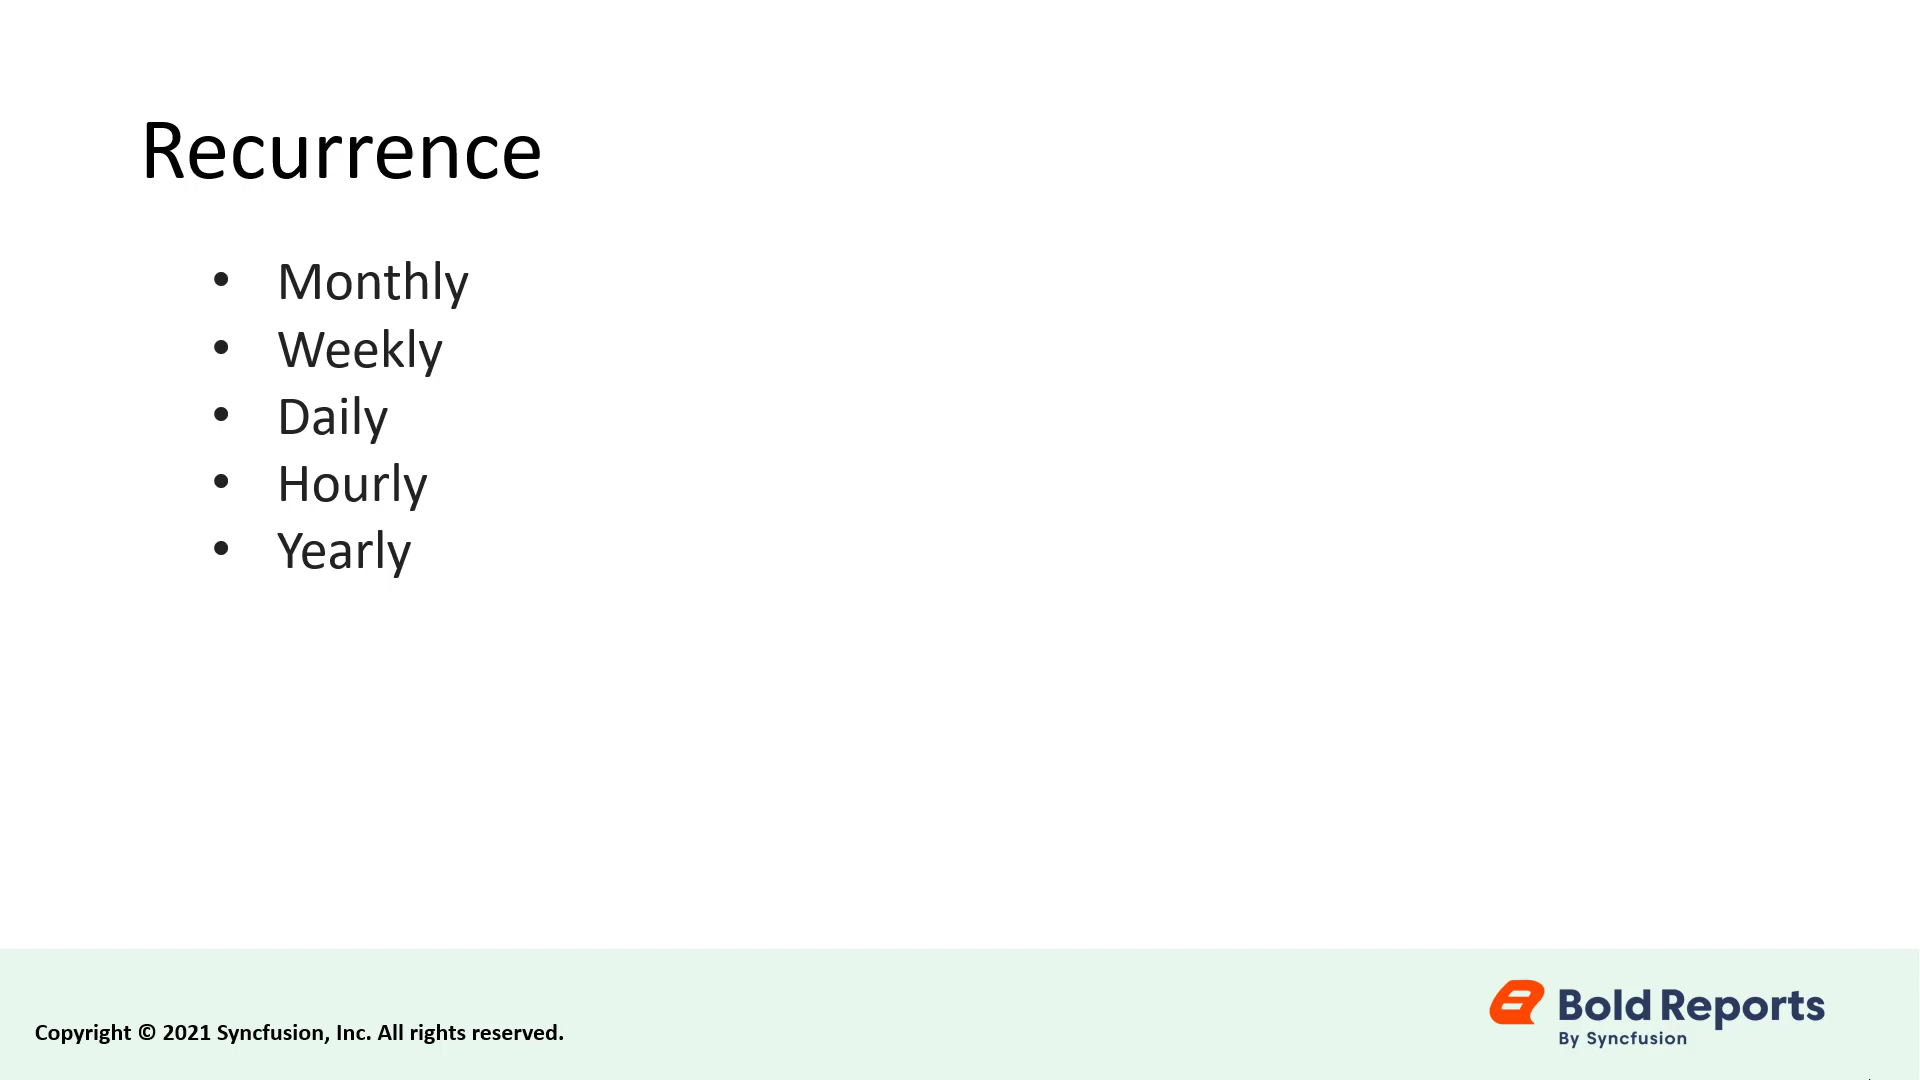 Recurrence
• Monthly
• Weekly
• Daily
• Hourly
• Yearly
Copyright © 2021 Syncfusion, Inc. All rights reserved.
Bold Reports
By Syncfusion